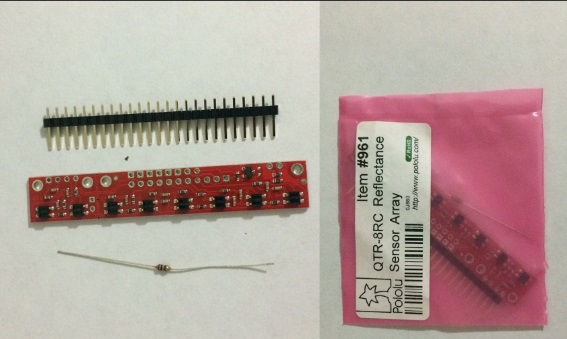 Item #961
QTR-8RC Reflectance
Sensor Array
Pololu
http://www.pololu.com/